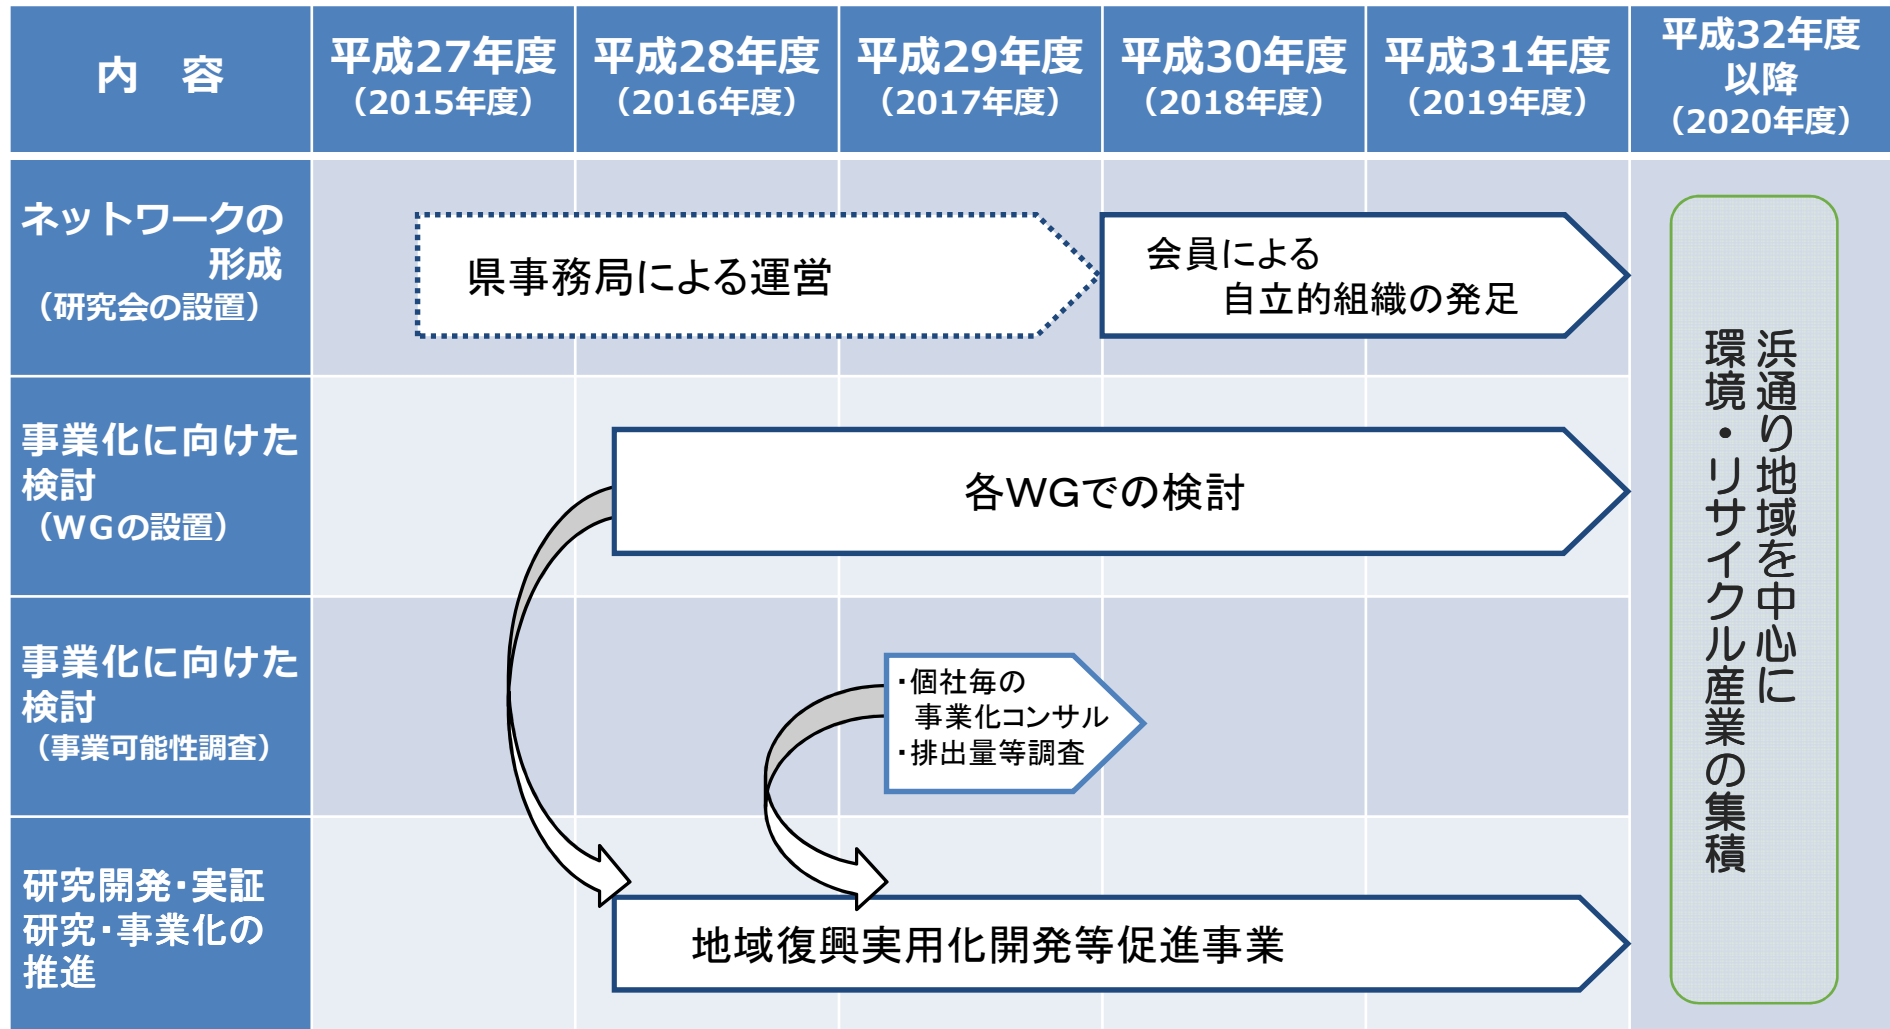 内　容
平成27年度
（2015年度）
平成28年度
（2016年度）
平成29年度
（2017年度）
平成30年度
（2018年度）
平成31年度
（2019年度）
平成32年度
以降
（2020年度）
ネットワークの
形成
（研究会の設置）
県事務局による運営
会員による
自立的組織の発足
事業化に向けた
検討
（ＷＧの設置）
各WGでの検討
事業化に向けた
検討
（事業可能性調査）
・個社毎の
事業化コンサル
・排出量等調査
研究開発・実証
研究・事業化の
推進
地域復興実用化開発等促進事業
浜通り地域を中心に
環境・リサイクル産業の集積